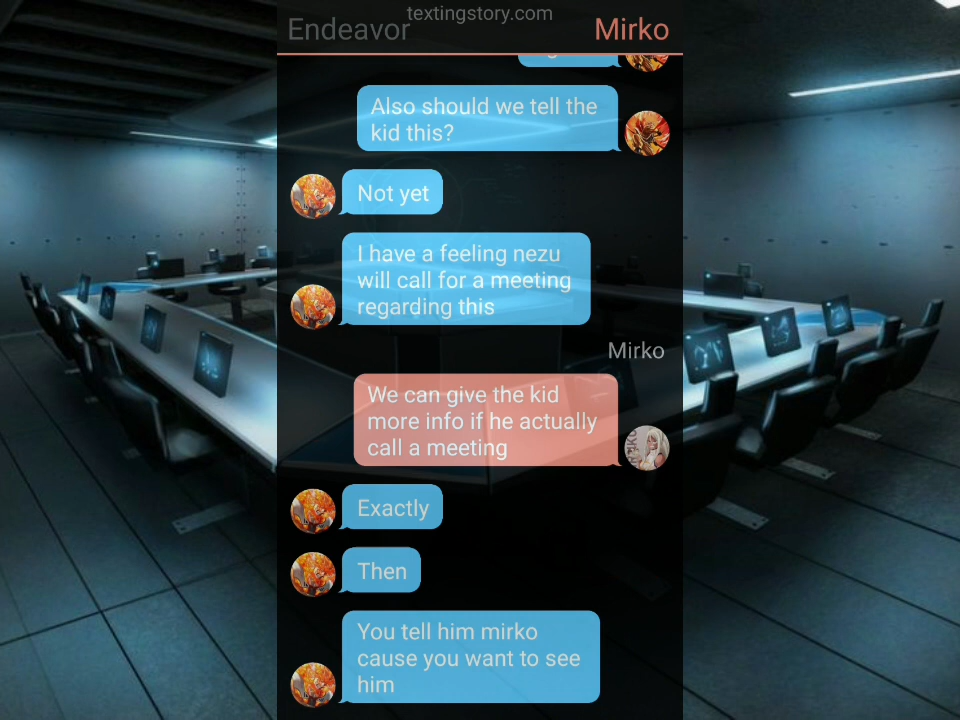 textingstory.com
Endeavor
Mirko
Also should we tell the
kid this?
Not yet
I have a feeling nezu
will call for a meeting
regarding this
Mirko
We can give the kid
more info if he actually
call a meeting
Exactly
Then
You tell him mirko
cause you want to see
him